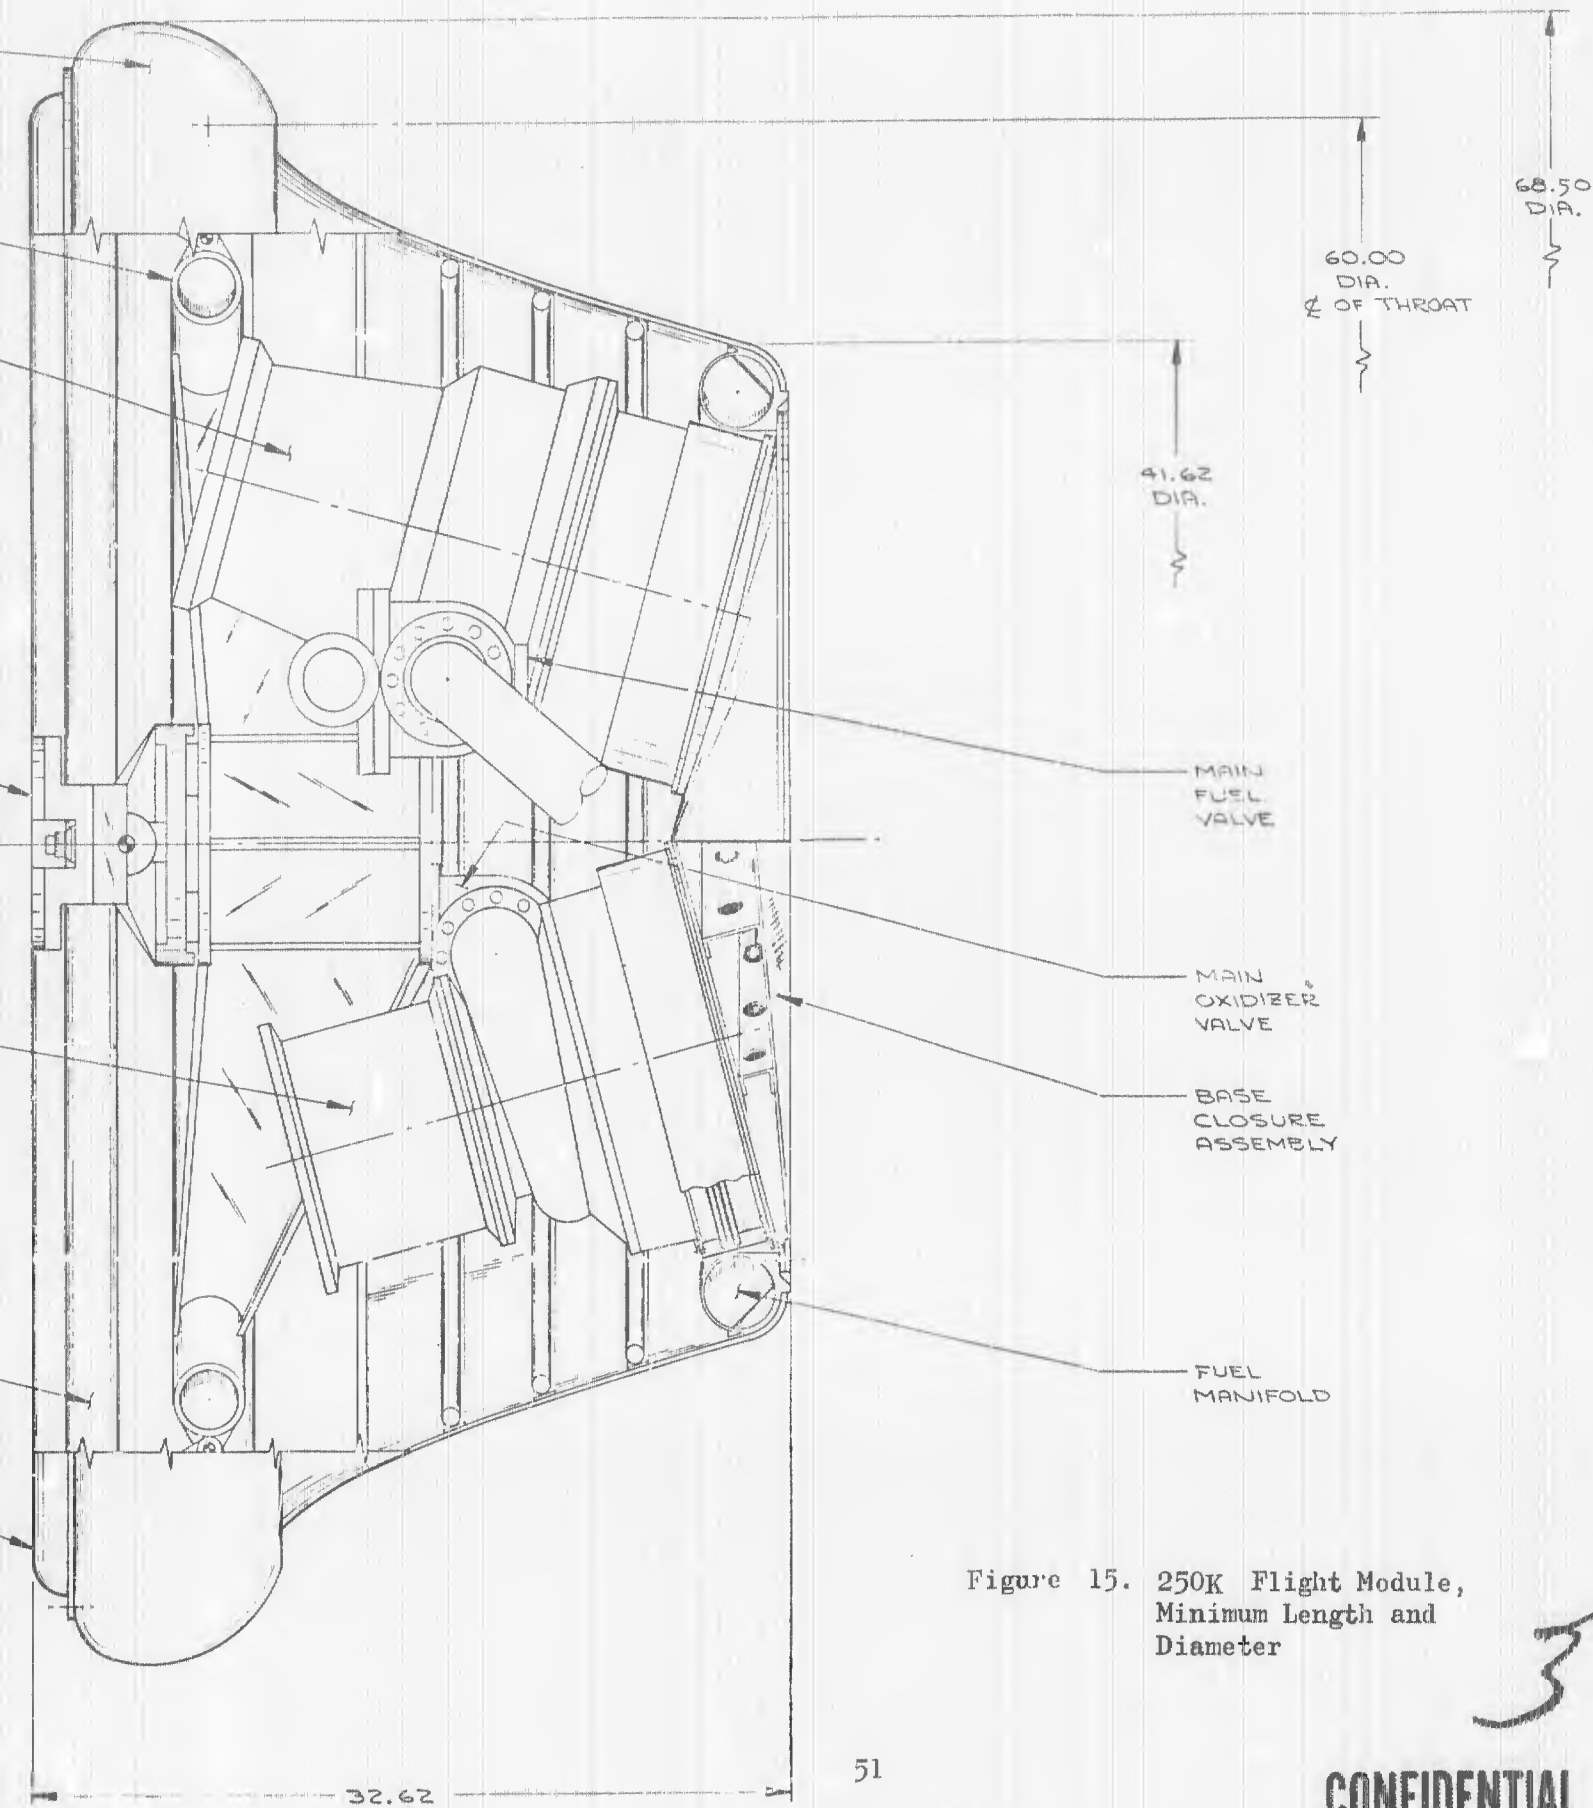 68.50
DIA.
60.00
DIA.
℄ OF THROAT
41.62
DIA.
MAIN
FUEL
VALVE
MAIN
OXIDIZER
VALVE
BASE
CLOSURE
ASSEMBLY
FUEL
MANIFOLD
Figure 15. 250K Flight Module,
Minimum Length and
Diameter
3
51
32.62
CONFIDENTIAL